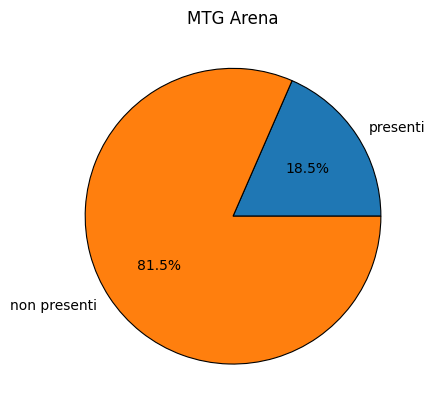 MTG Arena
presenti
18.5%
81.5%
non presenti